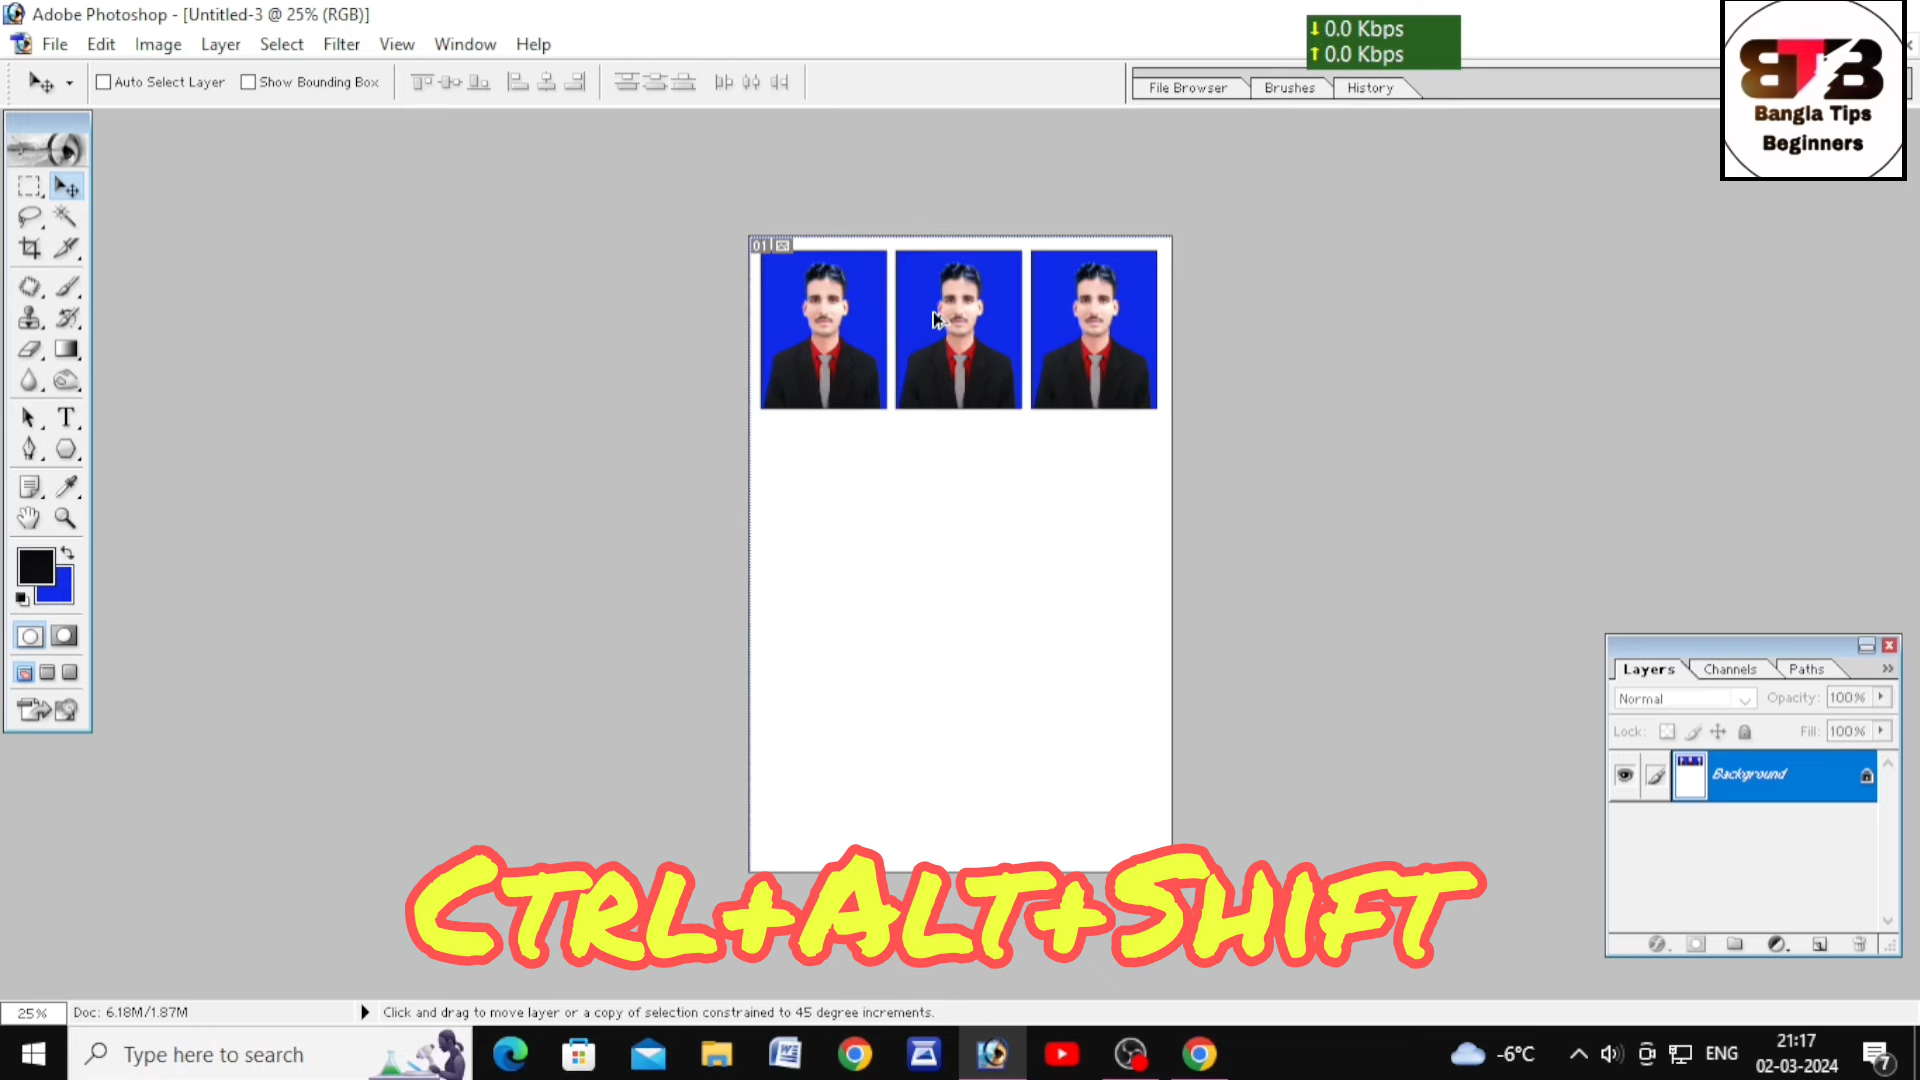 Adobe Photoshop - [Untitled-3 @ 25% (RGB)]
File Edit Image Layer Select Filter View Window Help
0.0 Kbps
0.0 Kbps
Auto Select Layer Show Bounding Box
File Browser Brushes History
BTB
Bangla Tips
Beginners
01
T
Layers Channels Paths
Normal Opacity: 100%
Lock: Fill: 100%
Background
Ctrl+Alt+Shift
25% Doc: 6.18M/1.87M Click and drag to move layer or a copy of selection constrained to 45 degree increments.
Type here to search
-6°C ENG
21:17
02-03-2024
7